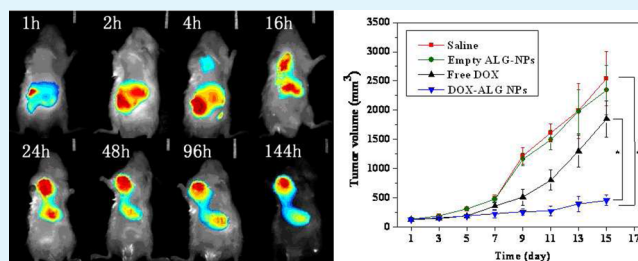 1h
2h
4h
16h
24h
48h
96h
144h
Tumor volume (mm³)
3500
3000
2500
2000
1500
1000
500
0
Saline
Empty ALG-NPs
Free DOX
DOX-ALG NPs
*
*
1 3 5 7 9 11 13 15 17
Time (day)